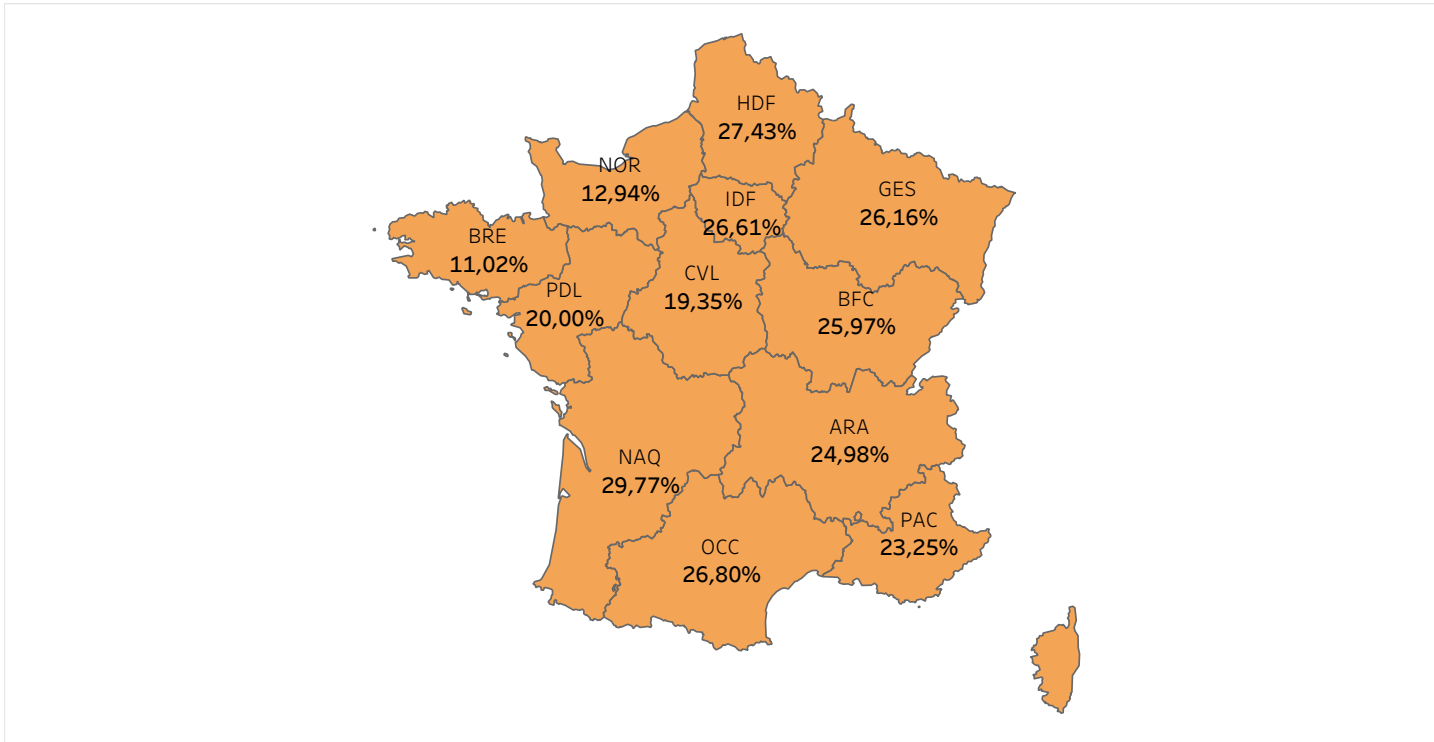 HDF
27,43%
NOR
12,94%
IDF
26,61%
GES
26,16%
BRE
11,02%
PDL
20,00%
CVL
19,35%
BFC
25,97%
NAQ
29,77%
ARA
24,98%
OCC
26,80%
PAC
23,25%